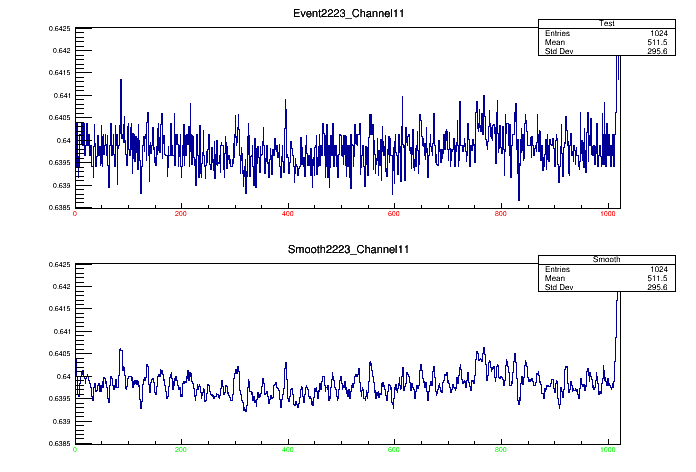 Event2223_Channel11
Test
Entries 1024
Mean 511.5
Std Dev 295.6
0.6425
0.642
0.6415
0.641
0.6405
0.64
0.6395
0.639
0.6385
0 200 400 600 800 1000
Smooth2223_Channel11
Smooth
Entries 1024
Mean 511.5
Std Dev 295.6
0.6425
0.642
0.6415
0.641
0.6405
0.64
0.6395
0.639
0.6385
0 200 400 600 800 1000